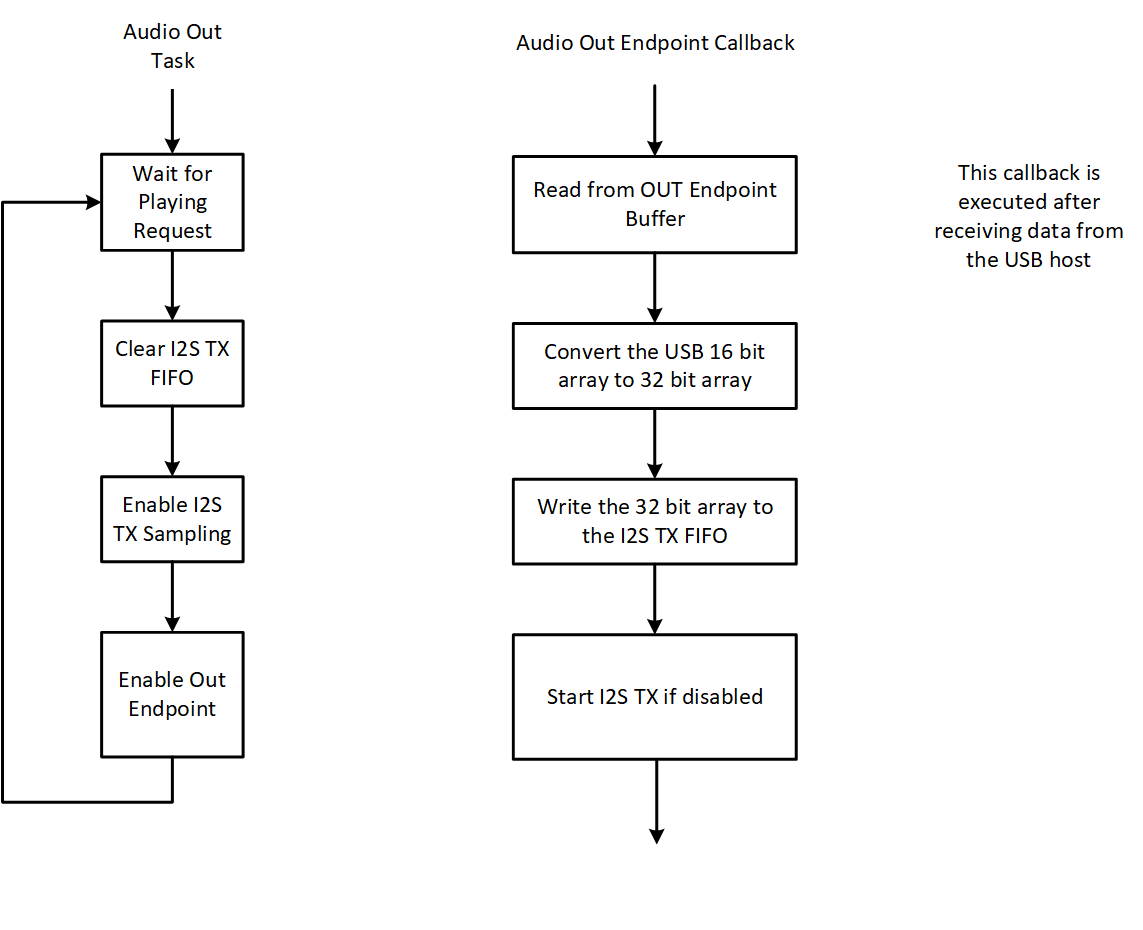 Audio Out
Task
Wait for
Playing
Request
Clear I2S TX
FIFO
Enable I2S
TX Sampling
Enable Out
Endpoint
Audio Out Endpoint Callback
Read from OUT Endpoint
Buffer
Convert the USB 16 bit
array to 32 bit array
Write the 32 bit array to
the I2S TX FIFO
Start I2S TX if disabled
This callback is
executed after
receiving data from
the USB host